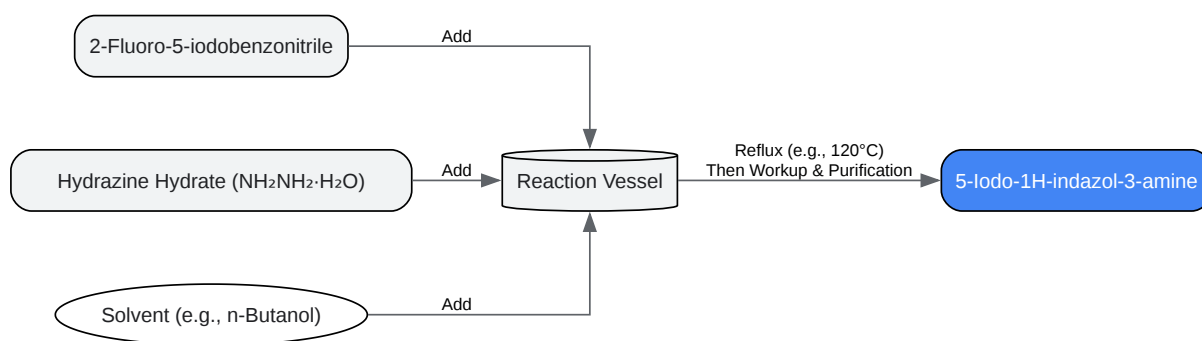 2-Fluoro-5-iodobenzonitrile
Add
Hydrazine Hydrate (NH₂NH₂·H₂O)
Add
Reaction Vessel
Reflux (e.g., 120°C)
Then Workup & Purification
5-Iodo-1H-indazol-3-amine
Solvent (e.g., n-Butanol)
Add